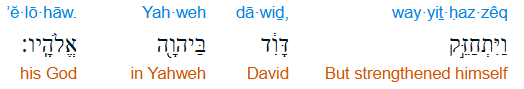 way·yiṯ·ḥaz·zêq dā·wiḏ, Yah·weh ’ĕ·lō·hāw.
וַיִּתְחַזֵּ֣ק דָּוִ֔ד בַּיהוָ֖ה אֱלֹהָֽיו׃
But strengthened himself David in Yahweh his God